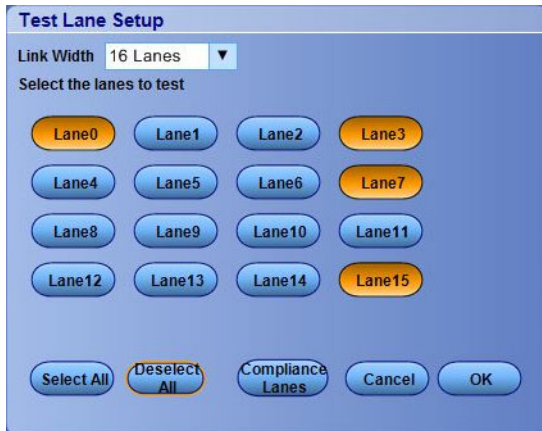 Test Lane Setup
Link Width 16 Lanes
Select the lanes to test
Lane0 Lane1 Lane2 Lane3
Lane4 Lane5 Lane6 Lane7
Lane8 Lane9 Lane10 Lane11
Lane12 Lane13 Lane14 Lane15
Select All Deselect All Compliance Lanes Cancel OK